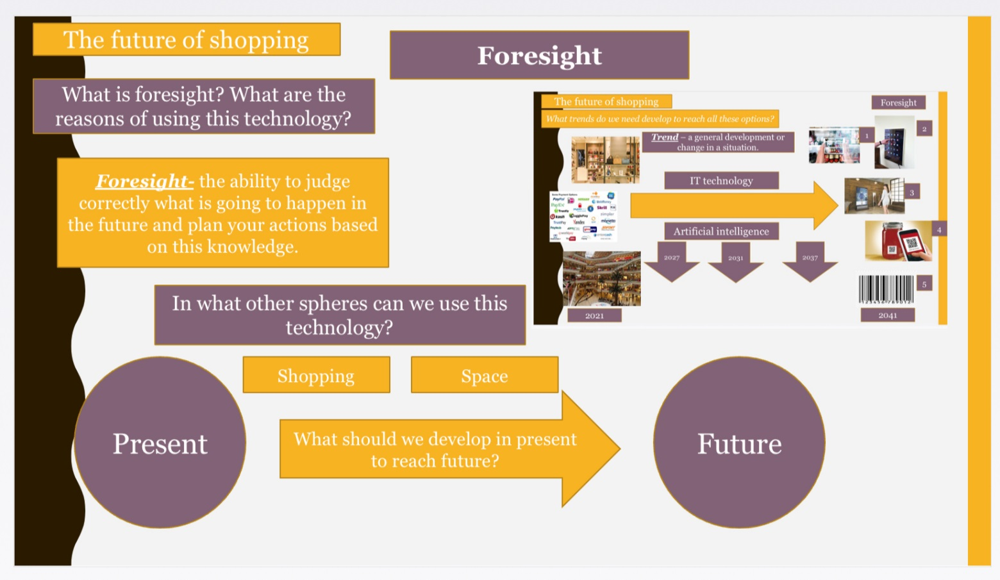 The future of shopping
Foresight
What is foresight? What are the
reasons of using this technology?
Foresight- the ability to judge
correctly what is going to happen in
the future and plan your actions based
on this knowledge.
In what other spheres can we use this
technology?
Shopping
Space
Present
What should we develop in present
to reach future?
Future
The future of shopping
Foresight
What trends do we need develop to reach all these options?
Trend – a general development or
change in a situation.
1
2
IT technology
3
Artificial intelligence
4
2027
2031
2037
5
2021
2041
PayPal
Skrill
Yandex
Trustly
ukash